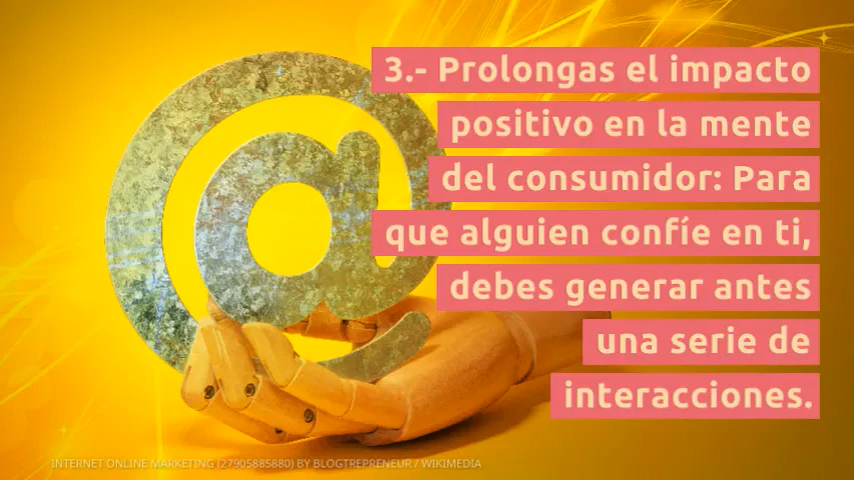 3.- Prolongas el impacto
positivo en la mente
del consumidor: Para
que alguien confíe en ti,
debes generar antes
una serie de
interacciones.
INTERNET ONLINE MARKETING (27905885880) BY BLOGTREPRENEUR / WIKIMEDIA